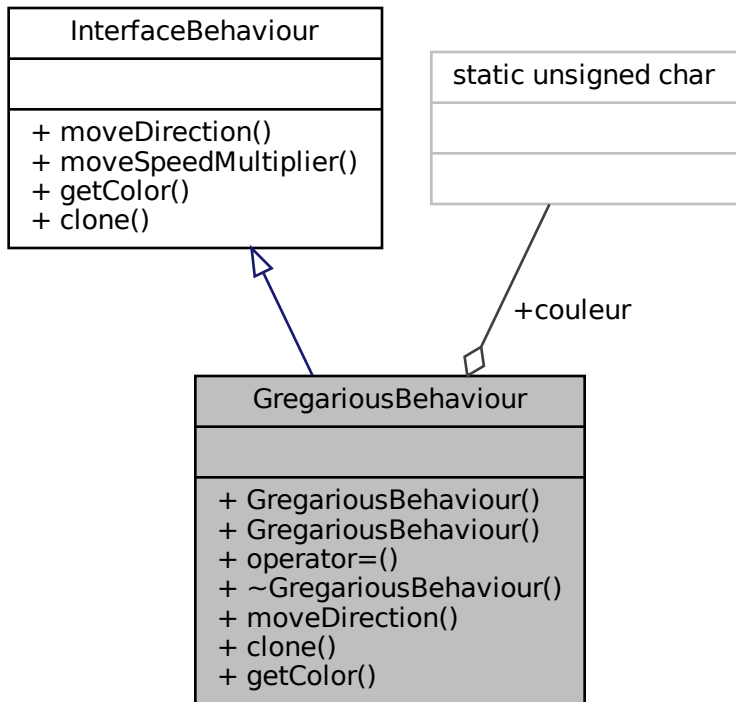 InterfaceBehaviour
+ moveDirection()
+ moveSpeedMultiplier()
+ getColor()
+ clone()
static unsigned char
+couleur
GregariousBehaviour
+ GregariousBehaviour()
+ GregariousBehaviour()
+ operator=()
+ ~GregariousBehaviour()
+ moveDirection()
+ clone()
+ getColor()